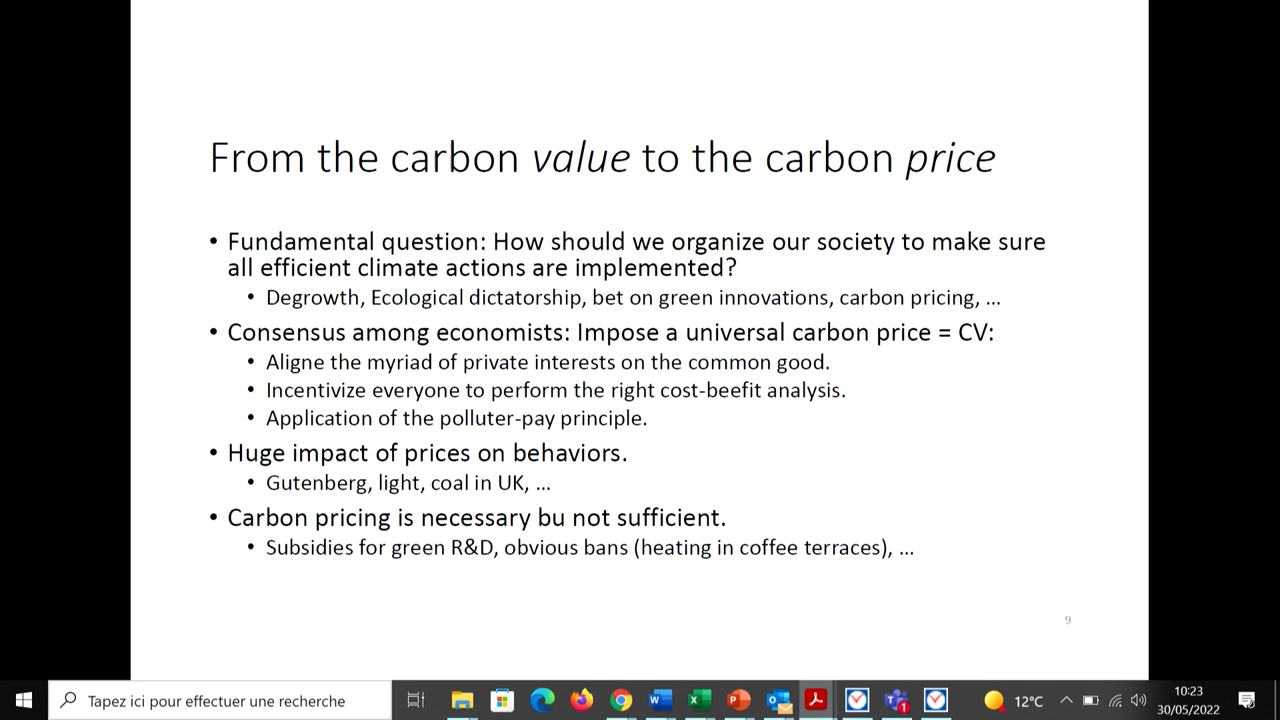 From the carbon value to the carbon price
• Fundamental question: How should we organize our society to make sure
all efficient climate actions are implemented?
• Degrowth, Ecological dictatorship, bet on green innovations, carbon pricing, ...
• Consensus among economists: Impose a universal carbon price = CV:
• Aligne the myriad of private interests on the common good.
• Incentivize everyone to perform the right cost-beefit analysis.
• Application of the polluter-pay principle.
• Huge impact of prices on behaviors.
• Gutenberg, light, coal in UK, ...
• Carbon pricing is necessary bu not sufficient.
• Subsidies for green R&D, obvious bans (heating in coffee terraces), ...
9
Tapez ici pour effectuer une recherche
12°C
10:23
30/05/2022